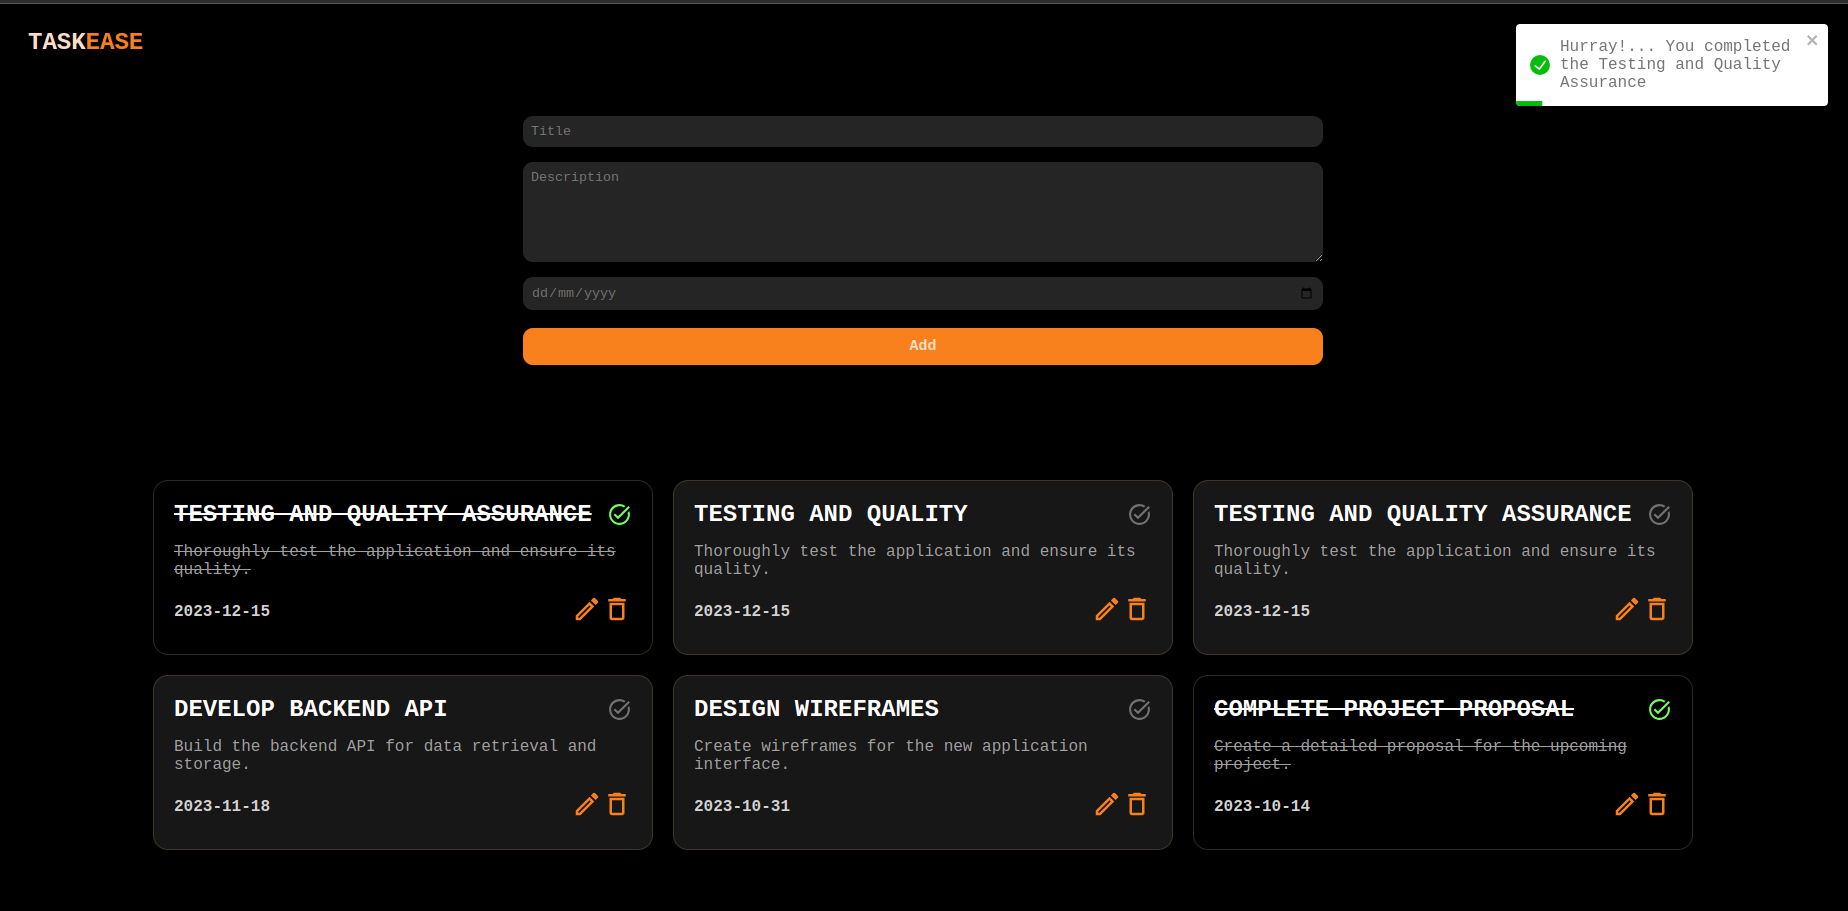 TASKEASE
Hurray!... You completed
the Testing and Quality
Assurance
Title
Description
dd/mm/yyyy
Add
TESTING AND QUALITY ASSURANCE
Thoroughly test the application and ensure its
quality.
2023-12-15
TESTING AND QUALITY
Thoroughly test the application and ensure its
quality.
2023-12-15
TESTING AND QUALITY ASSURANCE
Thoroughly test the application and ensure its
quality.
2023-12-15
DEVELOP BACKEND API
Build the backend API for data retrieval and
storage.
2023-11-18
DESIGN WIREFRAMES
Create wireframes for the new application
interface.
2023-10-31
COMPLETE PROJECT PROPOSAL
Create a detailed proposal for the upcoming
project.
2023-10-14